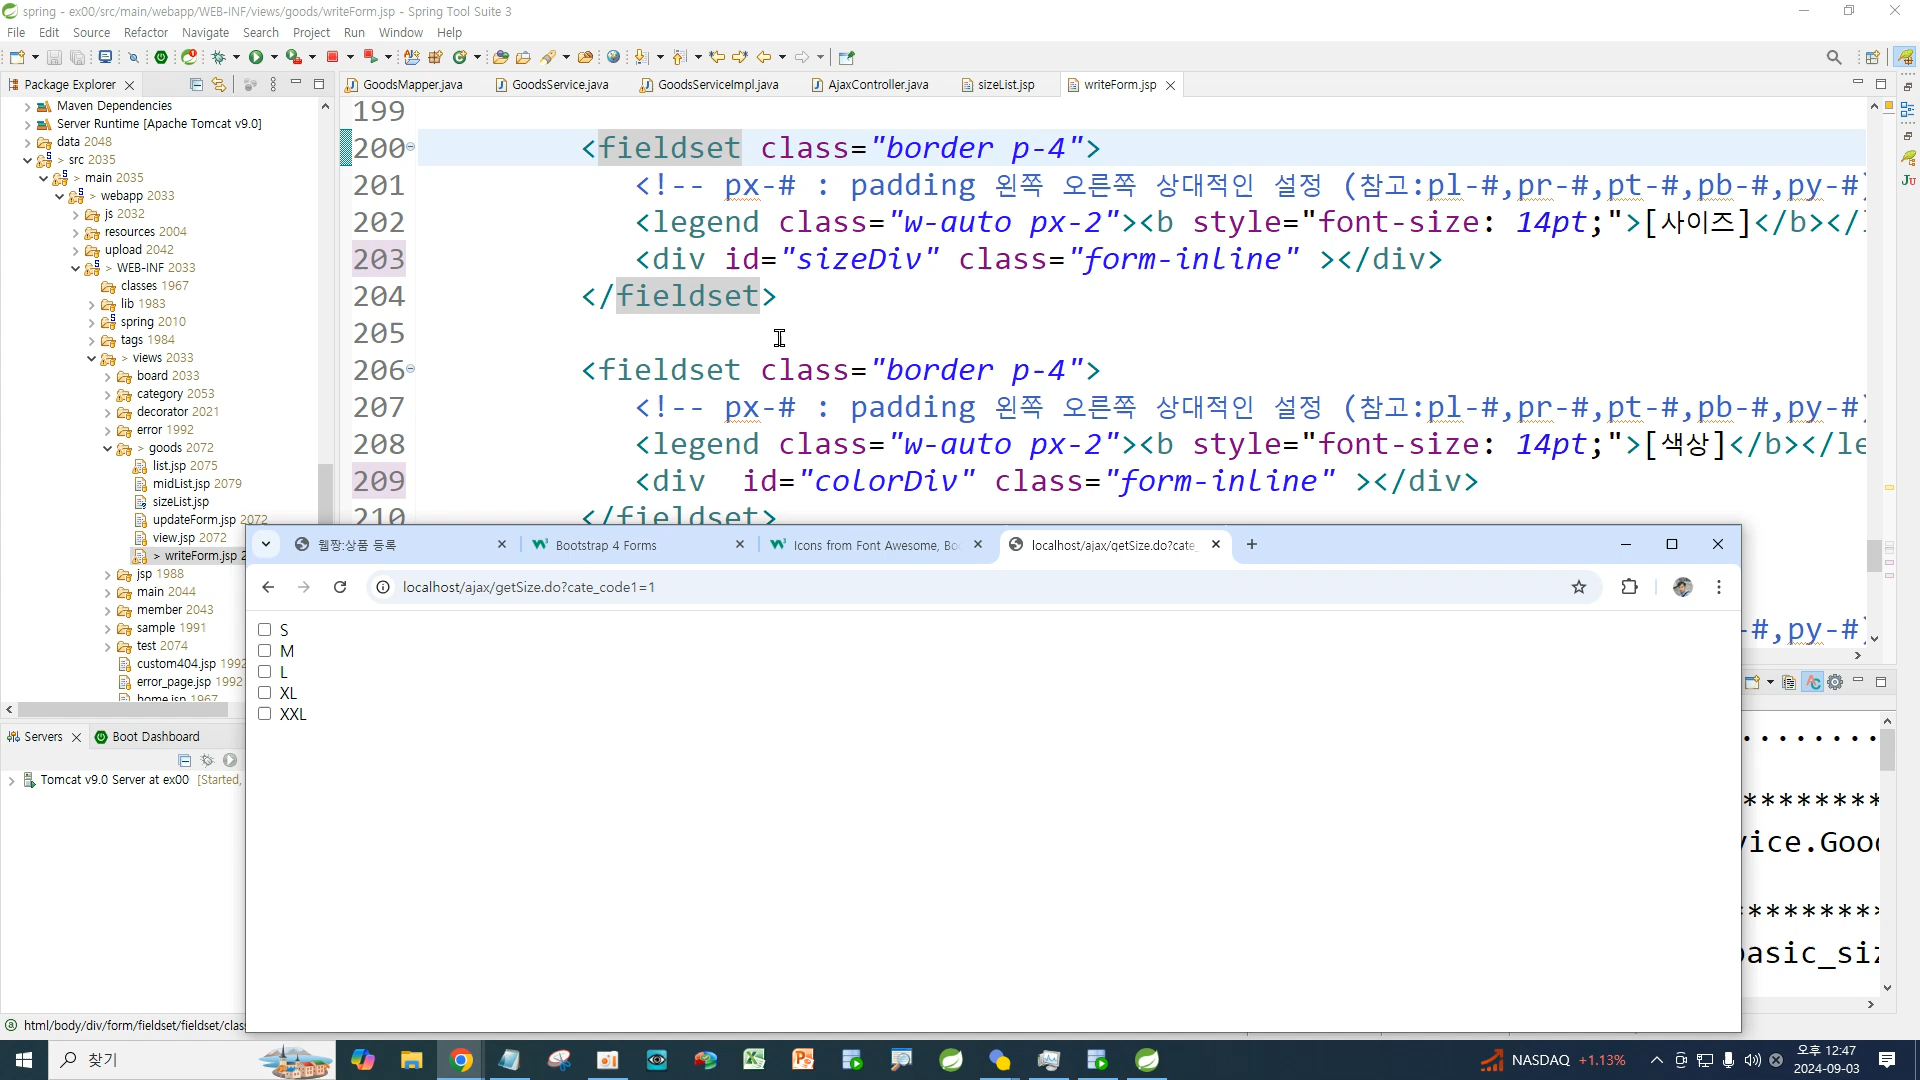 spring - ex00/src/main/webapp/WEB-INF/views/goods/writeForm.jsp - Spring Tool Suite 3
File Edit Source Refactor Navigate Search Project Run Window Help
Package Explorer
GoodsMapper.java GoodsService.java GoodsServiceImpl.java AjaxController.java sizeList.jsp writeForm.jsp
Maven Dependencies
Server Runtime [Apache Tomcat v9.0]
data 2048
> src 2035
> main 2035
> webapp 2033
js 2032
resources 2004
upload 2042
> WEB-INF 2033
classes 1967
lib 1983
spring 2010
tags 1984
> views 2033
board 2033
category 2053
decorator 2021
error 1992
> goods 2072
list.jsp 2075
midList.jsp 2079
sizeList.jsp
updateForm.jsp 2072
view.jsp 2072
> writeForm.jsp 2
jsp 1988
main 2044
member 2043
sample 1991
test 2074
custom404.jsp 1992
error_page.jsp 1992
home.jsp 1967
199
200 <fieldset class="border p-4">
201 <!-- px-# : padding 왼쪽 오른쪽 상대적인 설정 (참고:pl-#,pr-#,pt-#,pb-#,py-#)
202 <legend class="w-auto px-2"><b style="font-size: 14pt;">[사이즈]</b></l
203 <div id="sizeDiv" class="form-inline" ></div>
204 </fieldset>
205
206 <fieldset class="border p-4">
207 <!-- px-# : padding 왼쪽 오른쪽 상대적인 설정 (참고:pl-#,pr-#,pt-#,pb-#,py-#)
208 <legend class="w-auto px-2"><b style="font-size: 14pt;">[색상]</b></le
209 <div  id="colorDiv" class="form-inline" ></div>
210 </fieldset>
-#,py-#)
Servers Boot Dashboard
Tomcat v9.0 Server at ex00 [Started,
html/body/div/form/fieldset/fieldset/clas
웹짱:상품 등록 Bootstrap 4 Forms Icons from Font Awesome, Bo localhost/ajax/getSize.do?cate_
localhost/ajax/getSize.do?cate_code1=1
S
M
L
XL
XXL
........
*********
vice.Good
*********
basic_siz
찾기
NASDAQ +1.13%
오후 12:47
2024-09-03